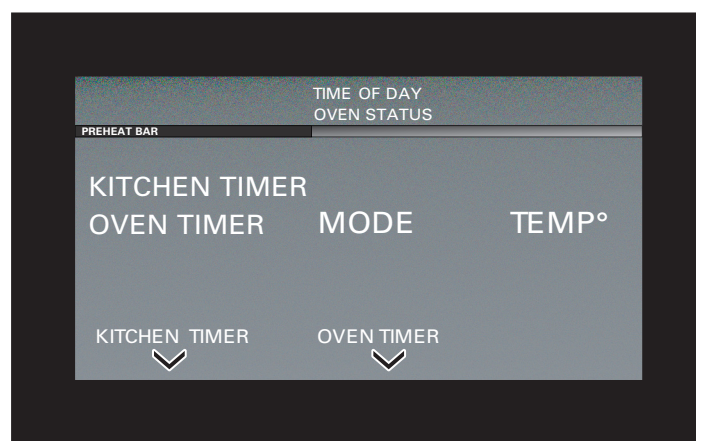 TIME OF DAY
OVEN STATUS
PREHEAT BAR
KITCHEN TIMER
OVEN TIMER MODE TEMP°
KITCHEN TIMER OVEN TIMER